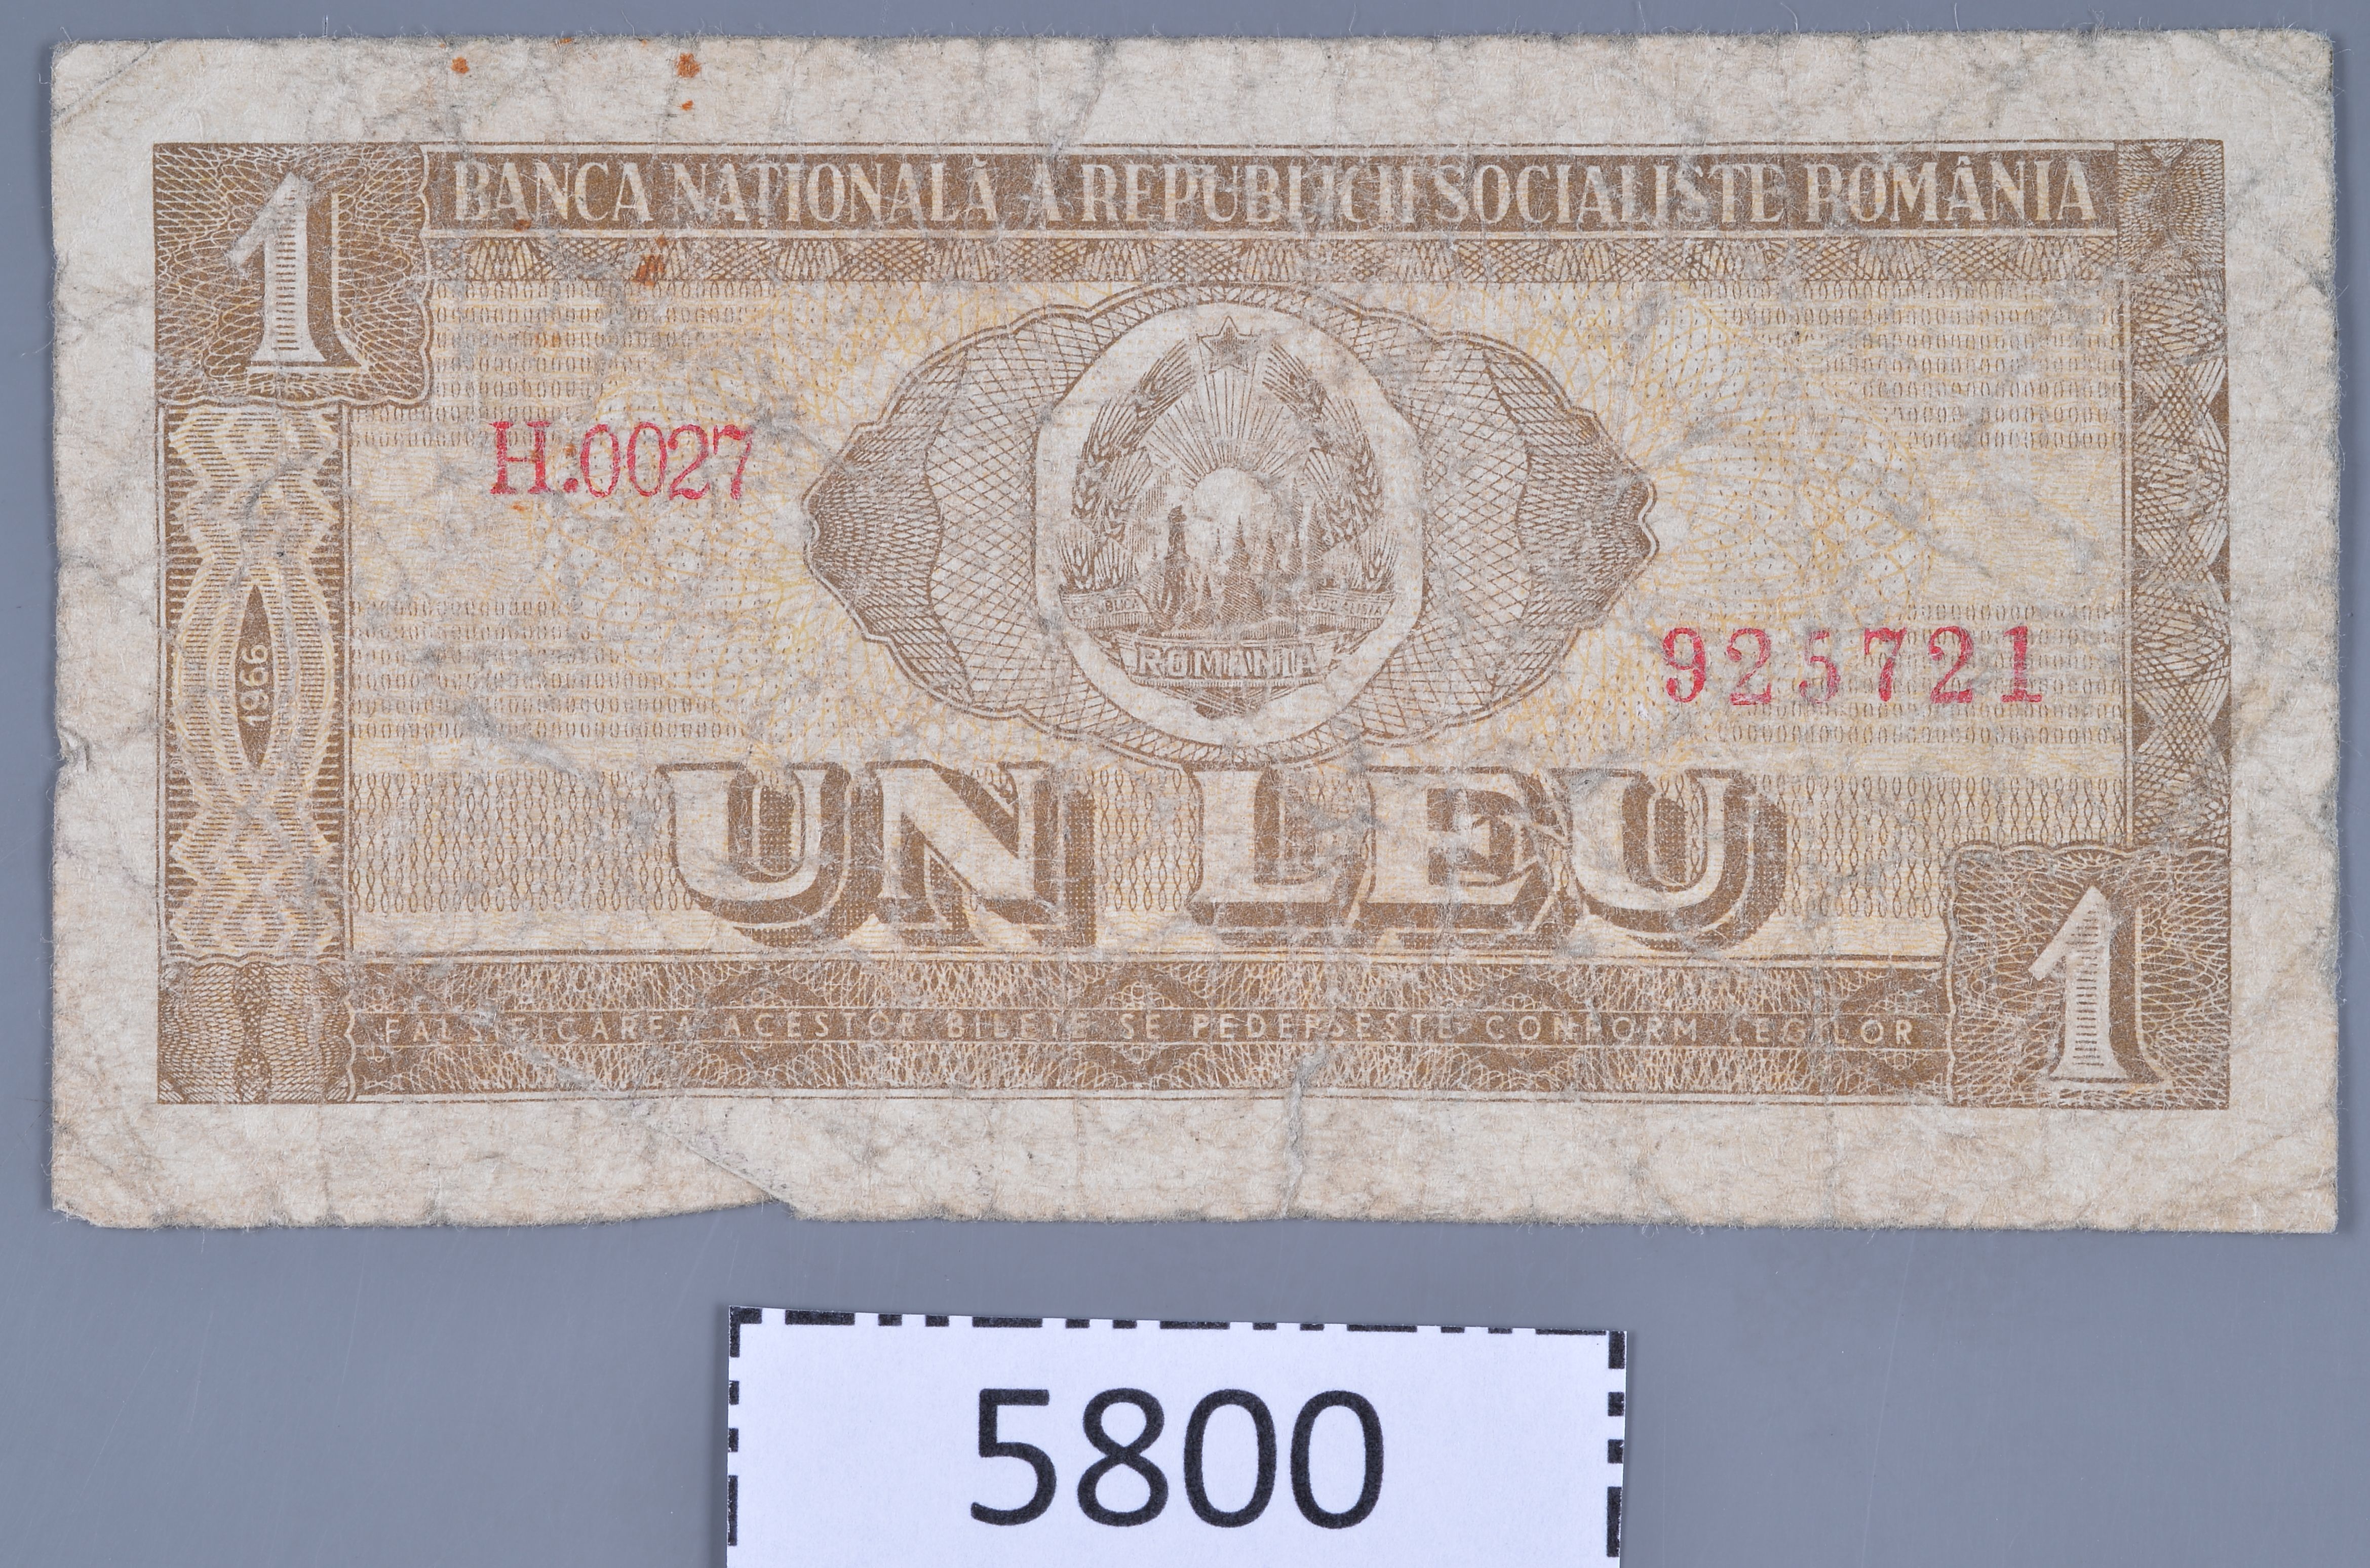 1
BANCA NAȚIONALĂ A REPUBLICII SOCIALISTE ROMÂNIA
H.0027
REPUBLICA SOCIALISTA
ROMANIA
1966
925721
UN LEU
FALSIFICAREA ACESTOR BILETE SE PEDEPSEȘTE CONFORM LEGILOR
1
5800